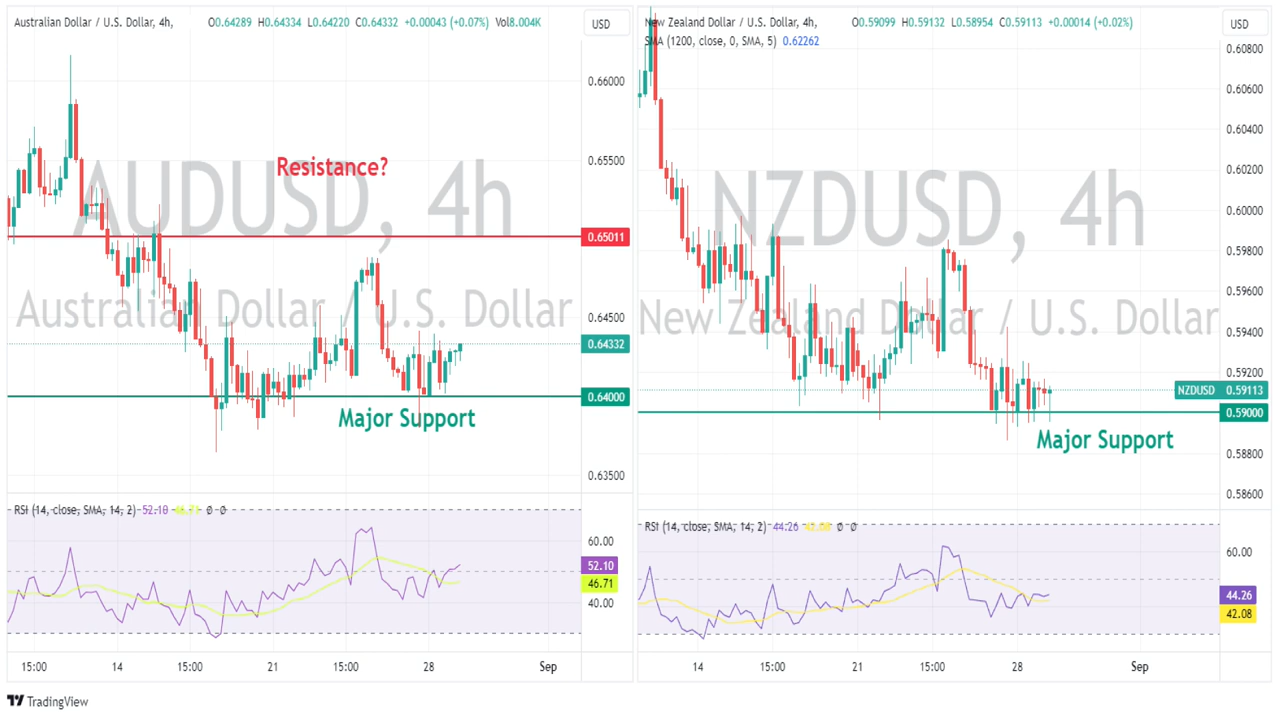 Australian Dollar / U.S. Dollar, 4h, O0.64289 H0.64334 L0.64220 C0.64332 +0.00043 (+0.07%) Vol8.004K
USD
0.66000
Resistance?
0.65500
AUDUSD, 4h
0.65011
Australian Dollar / U.S. Dollar
0.64500
0.64332
0.64000
Major Support
0.63500
RSI (14, close, SMA, 14, 2) 52.10 46.71 Ø Ø
60.00
52.10
46.71
40.00
15:00 14 15:00 21 15:00 28 Sep
New Zealand Dollar / U.S. Dollar, 4h, O0.59099 H0.59132 L0.58954 C0.59113 +0.00014 (+0.02%)
USD
SMA (1200, close, 0, SMA, 5) 0.62262
0.60800
0.60600
0.60400
0.60200
NZDUSD, 4h
0.60000
0.59800
0.59600
New Zealand Dollar / U.S. Dollar
0.59400
0.59200
NZDUSD 0.59113
0.59000
Major Support
0.58800
0.58600
RSI (14, close, SMA, 14, 2) 44.26 42.08 Ø Ø
60.00
44.26
42.08
14 15:00 21 15:00 28 Sep
TradingView